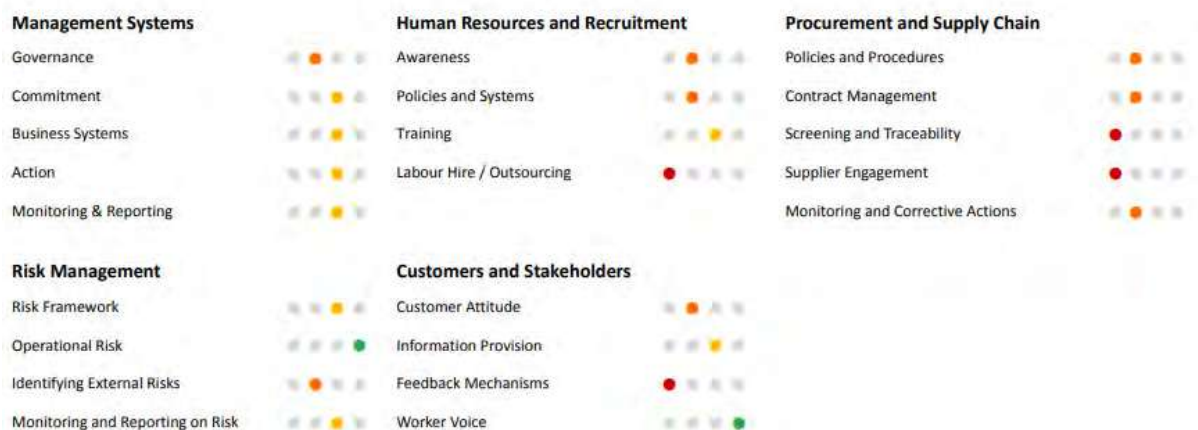 Management Systems
Governance
Commitment
Business Systems
Action
Monitoring & Reporting
Human Resources and Recruitment
Awareness
Policies and Systems
Training
Labour Hire / Outsourcing
Procurement and Supply Chain
Policies and Procedures
Contract Management
Screening and Traceability
Supplier Engagement
Monitoring and Corrective Actions
Risk Management
Risk Framework
Operational Risk
Identifying External Risks
Monitoring and Reporting on Risk
Customers and Stakeholders
Customer Attitude
Information Provision
Feedback Mechanisms
Worker Voice